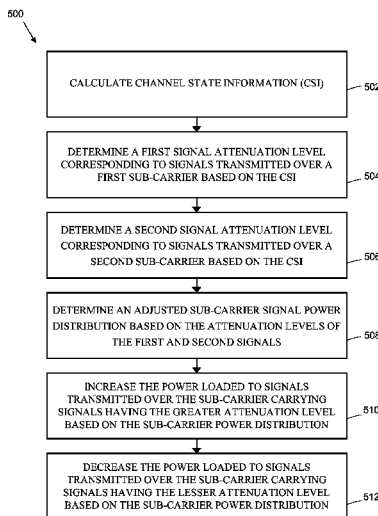 500
CALCULATE CHANNEL STATE INFORMATION (CSI)
502
DETERMINE A FIRST SIGNAL ATTENUATION LEVEL
CORRESPONDING TO SIGNALS TRANSMITTED OVER A
FIRST SUB-CARRIER BASED ON THE CSI
504
DETERMINE A SECOND SIGNAL ATTENUATION LEVEL
CORRESPONDING TO SIGNALS TRANSMITTED OVER A
SECOND SUB-CARRIER BASED ON THE CSI
506
DETERMINE AN ADJUSTED SUB-CARRIER SIGNAL POWER
DISTRIBUTION BASED ON THE ATTENUATION LEVELS OF
THE FIRST AND SECOND SIGNALS
508
INCREASE THE POWER LOADED TO SIGNALS
TRANSMITTED OVER THE SUB-CARRIER CARRYING
SIGNALS HAVING THE GREATER ATTENUATION LEVEL
BASED ON THE SUB-CARRIER POWER DISTRIBUTION
510
DECREASE THE POWER LOADED TO SIGNALS
TRANSMITTED OVER THE SUB-CARRIER CARRYING
SIGNALS HAVING THE LESSER ATTENUATION LEVEL
BASED ON THE SUB-CARRIER POWER DISTRIBUTION
512